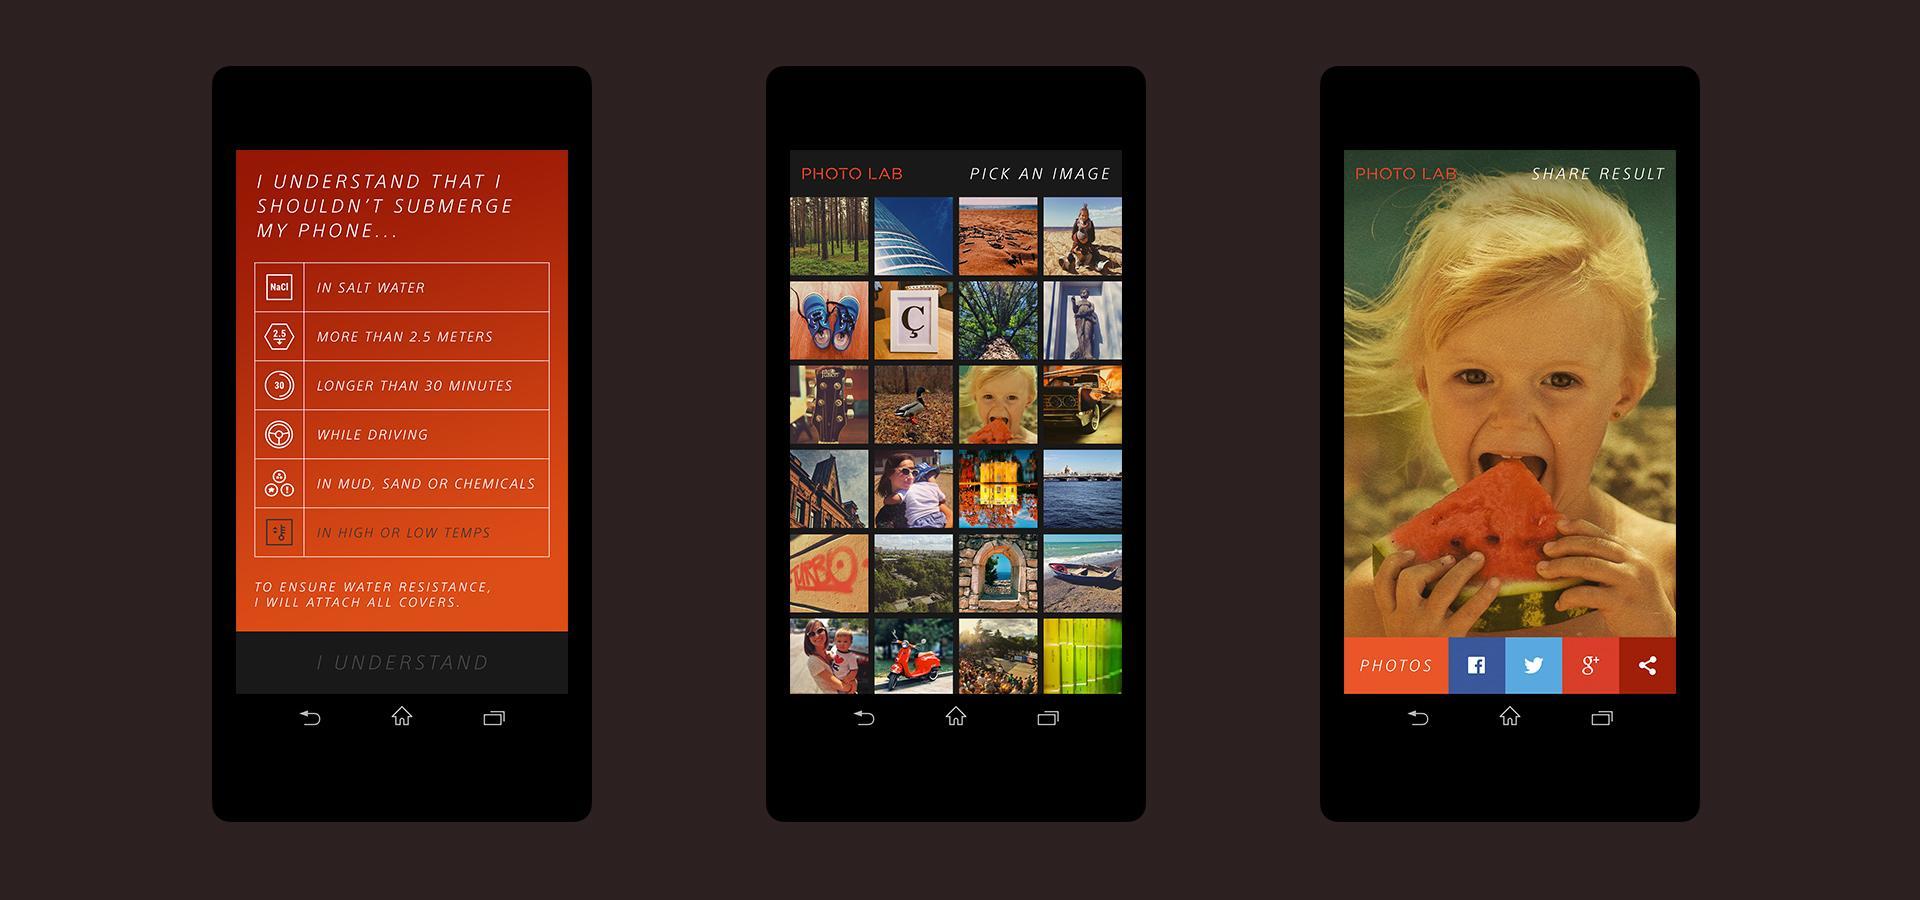 I UNDERSTAND THAT I
SHOULDN'T SUBMERGE
MY PHONE...
NaCl
IN SALT WATER
2.5
MORE THAN 2.5 METERS
30
LONGER THAN 30 MINUTES
WHILE DRIVING
IN MUD, SAND OR CHEMICALS
IN HIGH OR LOW TEMPS
TO ENSURE WATER RESISTANCE,
I WILL ATTACH ALL COVERS.
I UNDERSTAND
PHOTO LAB
PICK AN IMAGE
Ç
TURBO
PHOTO LAB
SHARE RESULT
PHOTOS
f
g+